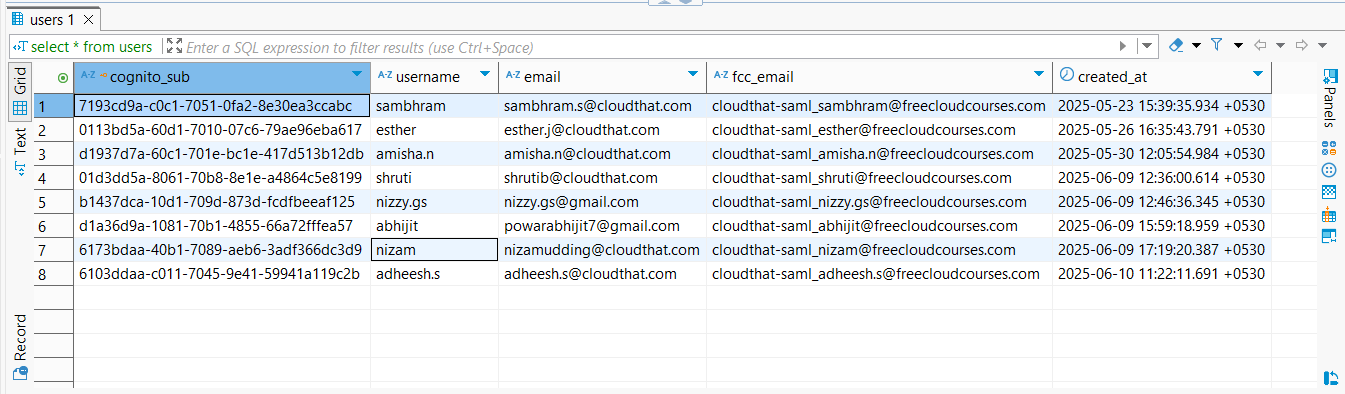 users 1
select * from users Enter a SQL expression to filter results (use Ctrl+Space)
Grid
Text
Record
Panels
A-Z cognito_sub A-Z username A-Z email A-Z fcc_email created_at
1 7193cd9a-c0c1-7051-0fa2-8e30ea3ccabc sambhram sambhram.s@cloudthat.com cloudthat-saml_sambhram@freecloudcourses.com 2025-05-23 15:39:35.934 +0530
2 0113bd5a-60d1-7010-07c6-79ae96eba617 esther esther.j@cloudthat.com cloudthat-saml_esther@freecloudcourses.com 2025-05-26 16:35:43.791 +0530
3 d1937d7a-60c1-701e-bc1e-417d513b12db amisha.n amisha.n@cloudthat.com cloudthat-saml_amisha.n@freecloudcourses.com 2025-05-30 12:05:54.984 +0530
4 01d3dd5a-8061-70b8-8e1e-a4864c5e8199 shruti shrutib@cloudthat.com cloudthat-saml_shruti@freecloudcourses.com 2025-06-09 12:36:00.614 +0530
5 b1437dca-10d1-709d-873d-fcdfbeeaf125 nizzy.gs nizzy.gs@gmail.com cloudthat-saml_nizzy.gs@freecloudcourses.com 2025-06-09 12:46:36.345 +0530
6 d1a36d9a-1081-70b1-4855-66a72fffea57 abhijit powarabhijit7@gmail.com cloudthat-saml_abhijit@freecloudcourses.com 2025-06-09 15:59:18.959 +0530
7 6173bdaa-40b1-7089-aeb6-3adf366dc3d9 nizam nizamudding@cloudthat.com cloudthat-saml_nizam@freecloudcourses.com 2025-06-09 17:19:20.387 +0530
8 6103ddaa-c011-7045-9e41-59941a119c2b adheesh.s adheesh.s@cloudthat.com cloudthat-saml_adheesh.s@freecloudcourses.com 2025-06-10 11:22:11.691 +0530